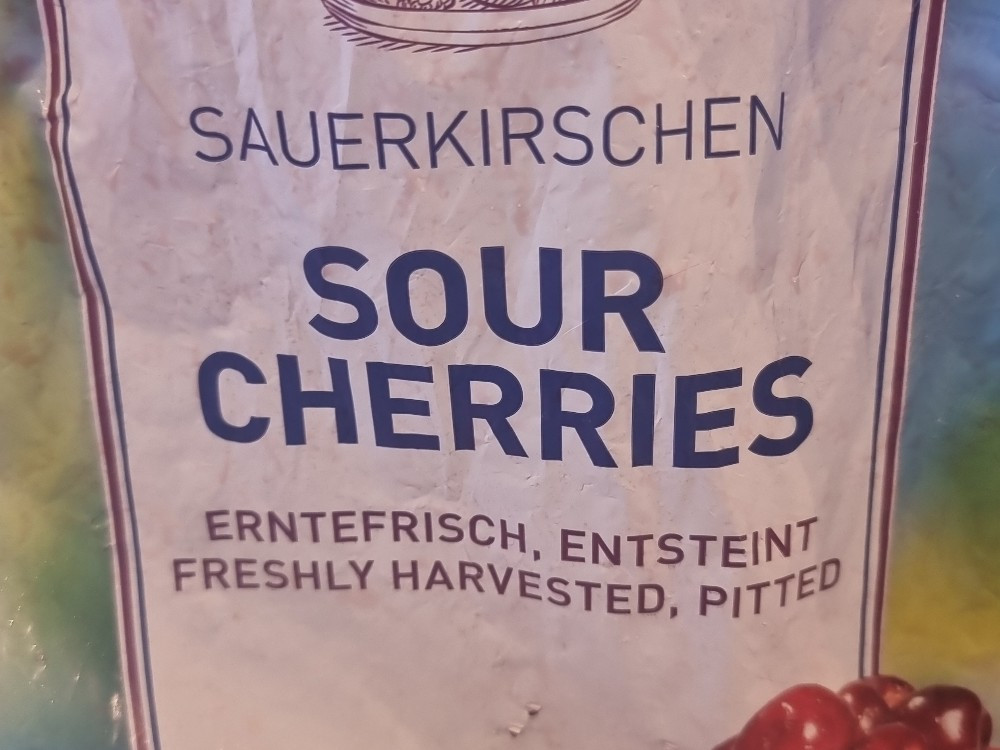 SAUERKIRSCHEN
SOUR
CHERRIES
ERNTEFRISCH, ENTSTEINT
FRESHLY HARVESTED, PITTED